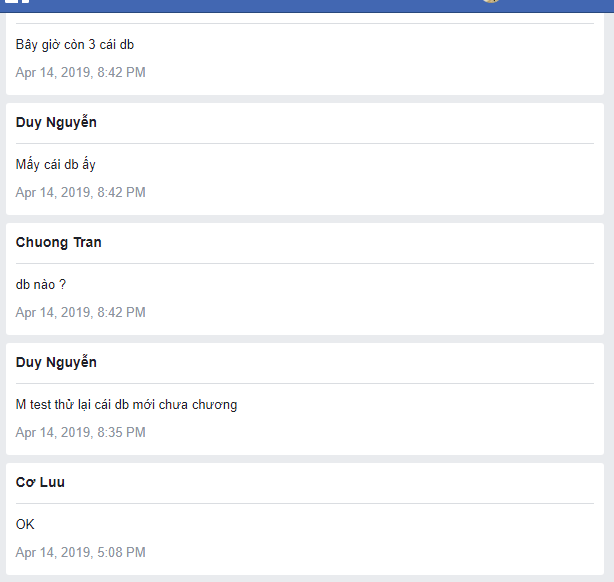 Bây giờ còn 3 cái db
Apr 14, 2019, 8:42 PM
Duy Nguyễn
Mấy cái db ấy
Apr 14, 2019, 8:42 PM
Chuong Tran
db nào ?
Apr 14, 2019, 8:42 PM
Duy Nguyễn
M test thử lại cái db mới chưa chương
Apr 14, 2019, 8:35 PM
Cơ Luu
OK
Apr 14, 2019, 5:08 PM